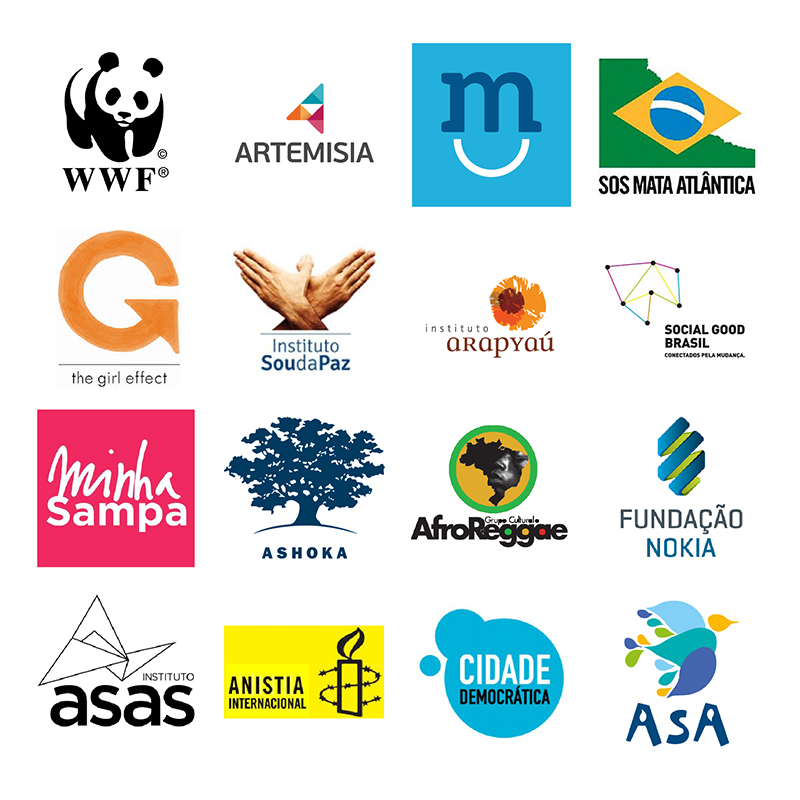 WWF®
©
ARTEMISIA
m
SOS MATA ATLÂNTICA
G
the girl effect
Instituto
SoudaPaz
instituto
arapyaú
SOCIAL GOOD
BRASIL
CONECTADOS PELA MUDANÇA.
minha
Sampa
ASHOKA
Grupo Cultural
AfroReggae
FUNDAÇÃO
NOKIA
INSTITUTO
asas
ANISTIA
INTERNACIONAL
CIDADE
DEMOCRÁTICA
ASA